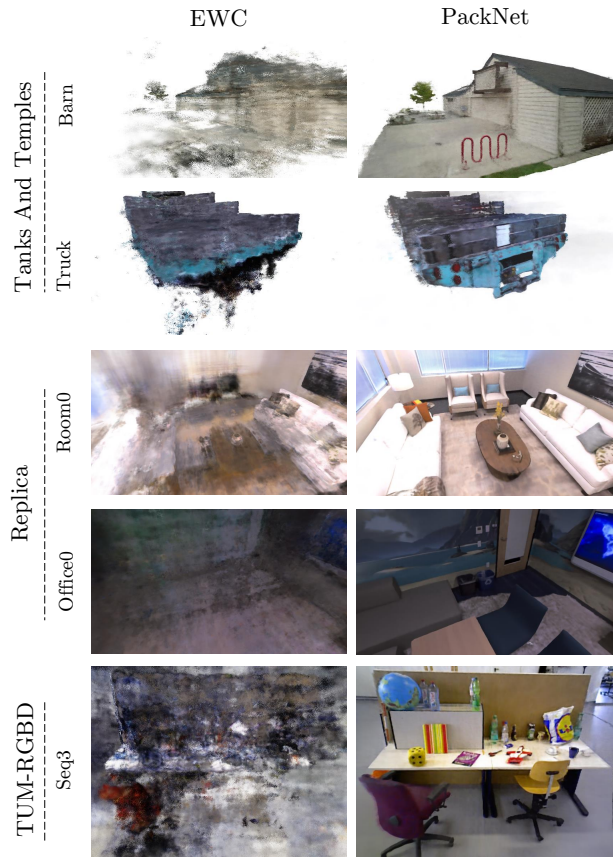 EWC PackNet
Tanks And Temples
Barn
Truck
Replica
Room0
Office0
TUM-RGBD
Seq3